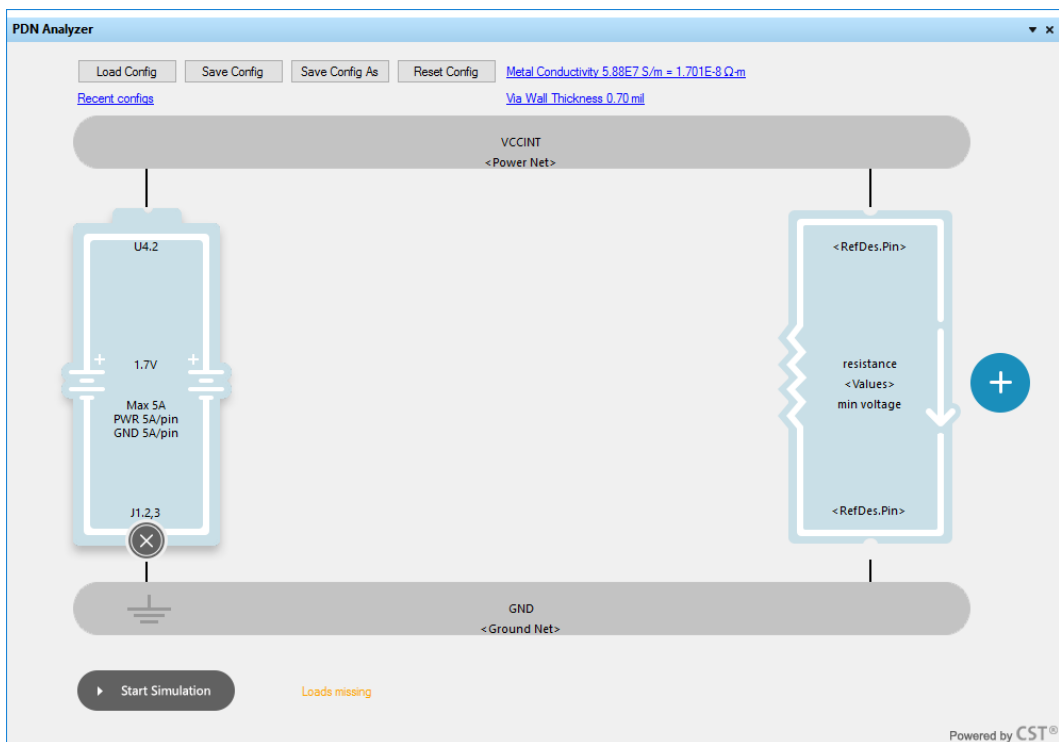 PDN Analyzer
Load Config Save Config Save Config As Reset Config Metal Conductivity 5.88E7 S/m = 1.701E-8 Ω-m
Recent configs Via Wall Thickness 0.70 mil
VCCINT
<Power Net>
U4.2
1.7V
Max 5A
PWR 5A/pin
GND 5A/pin
J1.2,3
<RefDes.Pin>
resistance
<Values>
min voltage
<RefDes.Pin>
GND
<Ground Net>
Start Simulation Loads missing
Powered by CST®